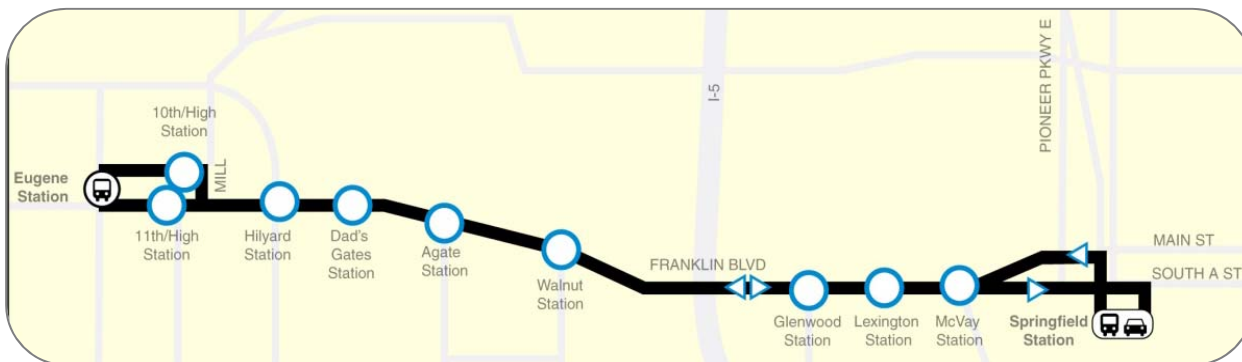 10th/High
Station
MILL
Eugene
Station
11th/High
Station
Hilyard
Station
Dad's
Gates
Station
Agate
Station
Walnut
Station
FRANKLIN BLVD
I-5
Glenwood
Station
Lexington
Station
McVay
Station
Springfield
Station
PIONEER PKWY E
MAIN ST
SOUTH A ST